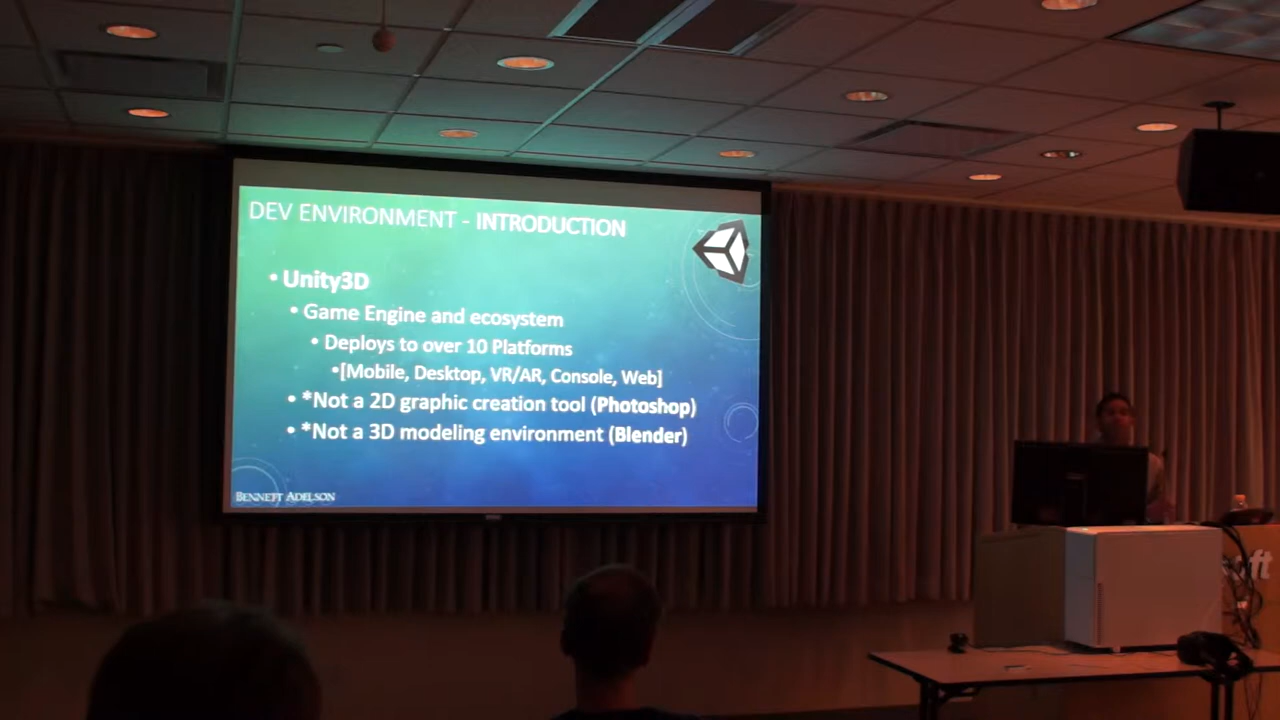 DEV ENVIRONMENT - INTRODUCTION
• Unity3D
• Game Engine and ecosystem
• Deploys to over 10 Platforms
•[Mobile, Desktop, VR/AR, Console, Web]
• *Not a 2D graphic creation tool (Photoshop)
• *Not a 3D modeling environment (Blender)
BENNETT ADELSON
oft